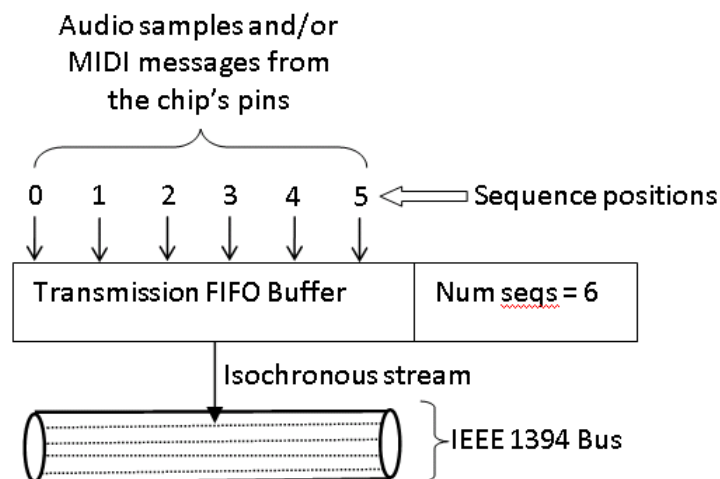 Audio samples and/or
MIDI messages from
the chip's pins
0 1 2 3 4 5 Sequence positions
Transmission FIFO Buffer Num seqs = 6
Isochronous stream
IEEE 1394 Bus